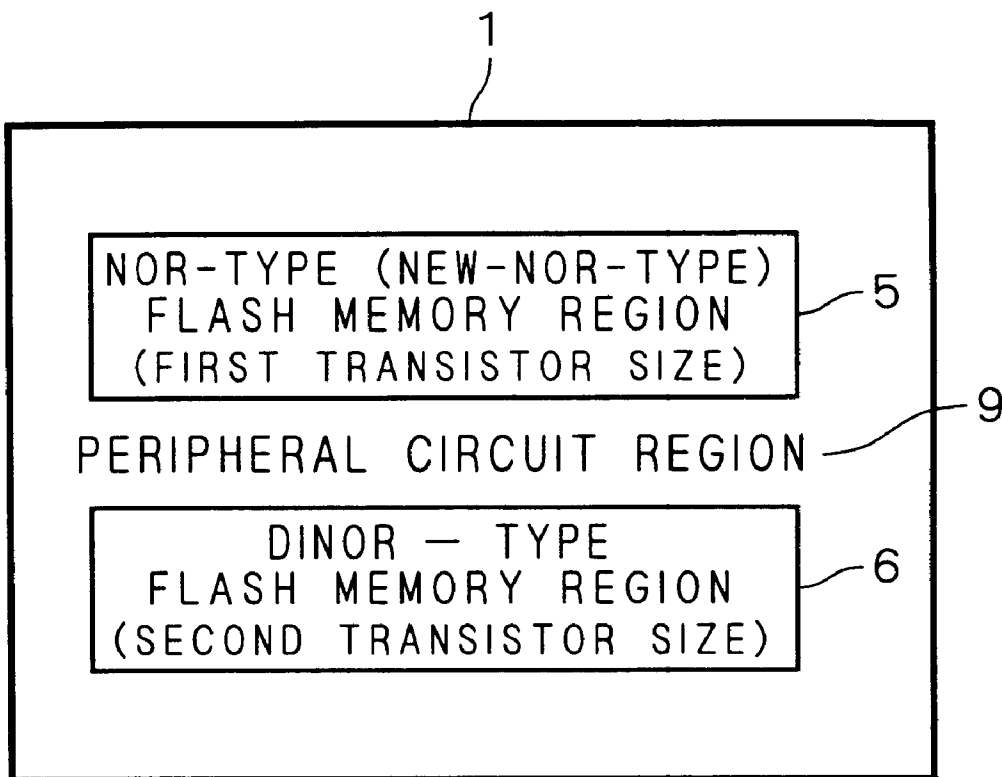 1
NOR-TYPE (NEW-NOR-TYPE)
FLASH MEMORY REGION
(FIRST TRANSISTOR SIZE)
5
PERIPHERAL CIRCUIT REGION
9
DINOR — TYPE
FLASH MEMORY REGION
(SECOND TRANSISTOR SIZE)
6